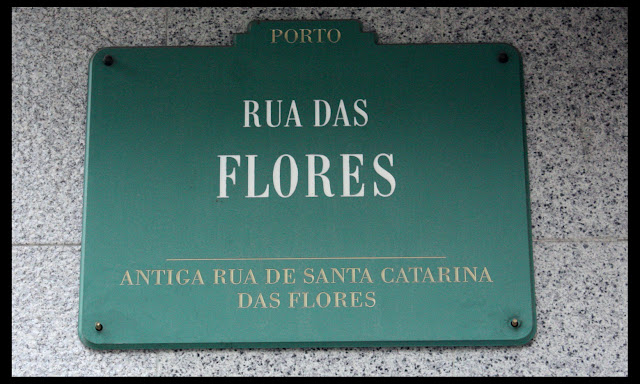 PORTO
RUA DAS
FLORES
ANTIGA RUA DE SANTA CATARINA
DAS FLORES